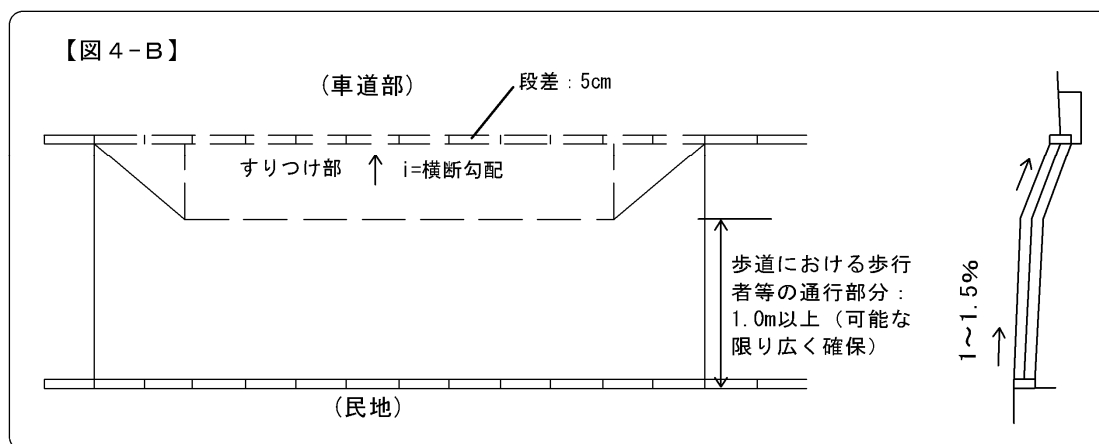 【図4-B】
(車道部)
段差:5cm
すりつけ部
i=横断勾配
歩道における歩行
者等の通行部分:
1.0m以上(可能な
限り広く確保)
(民地)
1~1.5%